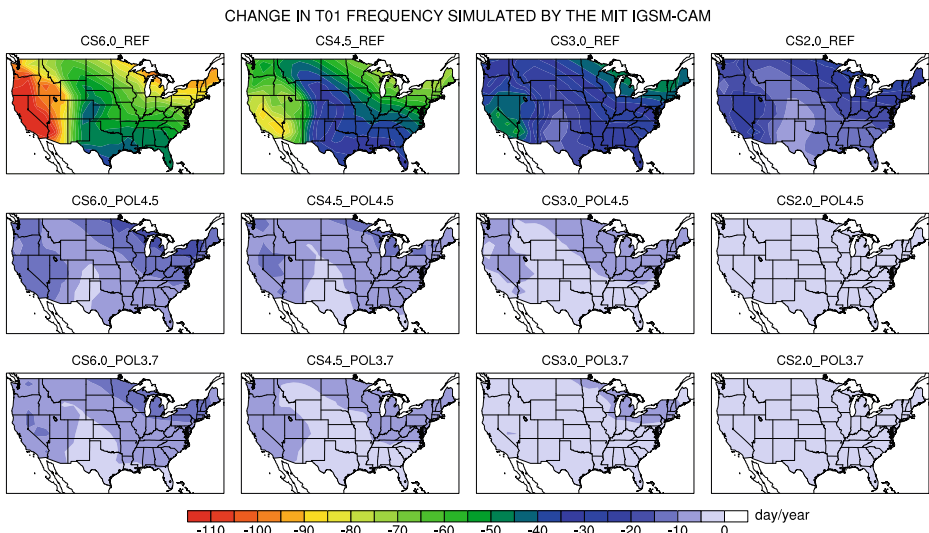 CHANGE IN T01 FREQUENCY SIMULATED BY THE MIT IGSM-CAM
CS6.0_REF CS4.5_REF CS3.0_REF CS2.0_REF
CS6.0_POL4.5 CS4.5_POL4.5 CS3.0_POL4.5 CS2.0_POL4.5
CS6.0_POL3.7 CS4.5_POL3.7 CS3.0_POL3.7 CS2.0_POL3.7
day/year
-110 -100 -90 -80 -70 -60 -50 -40 -30 -20 -10 0